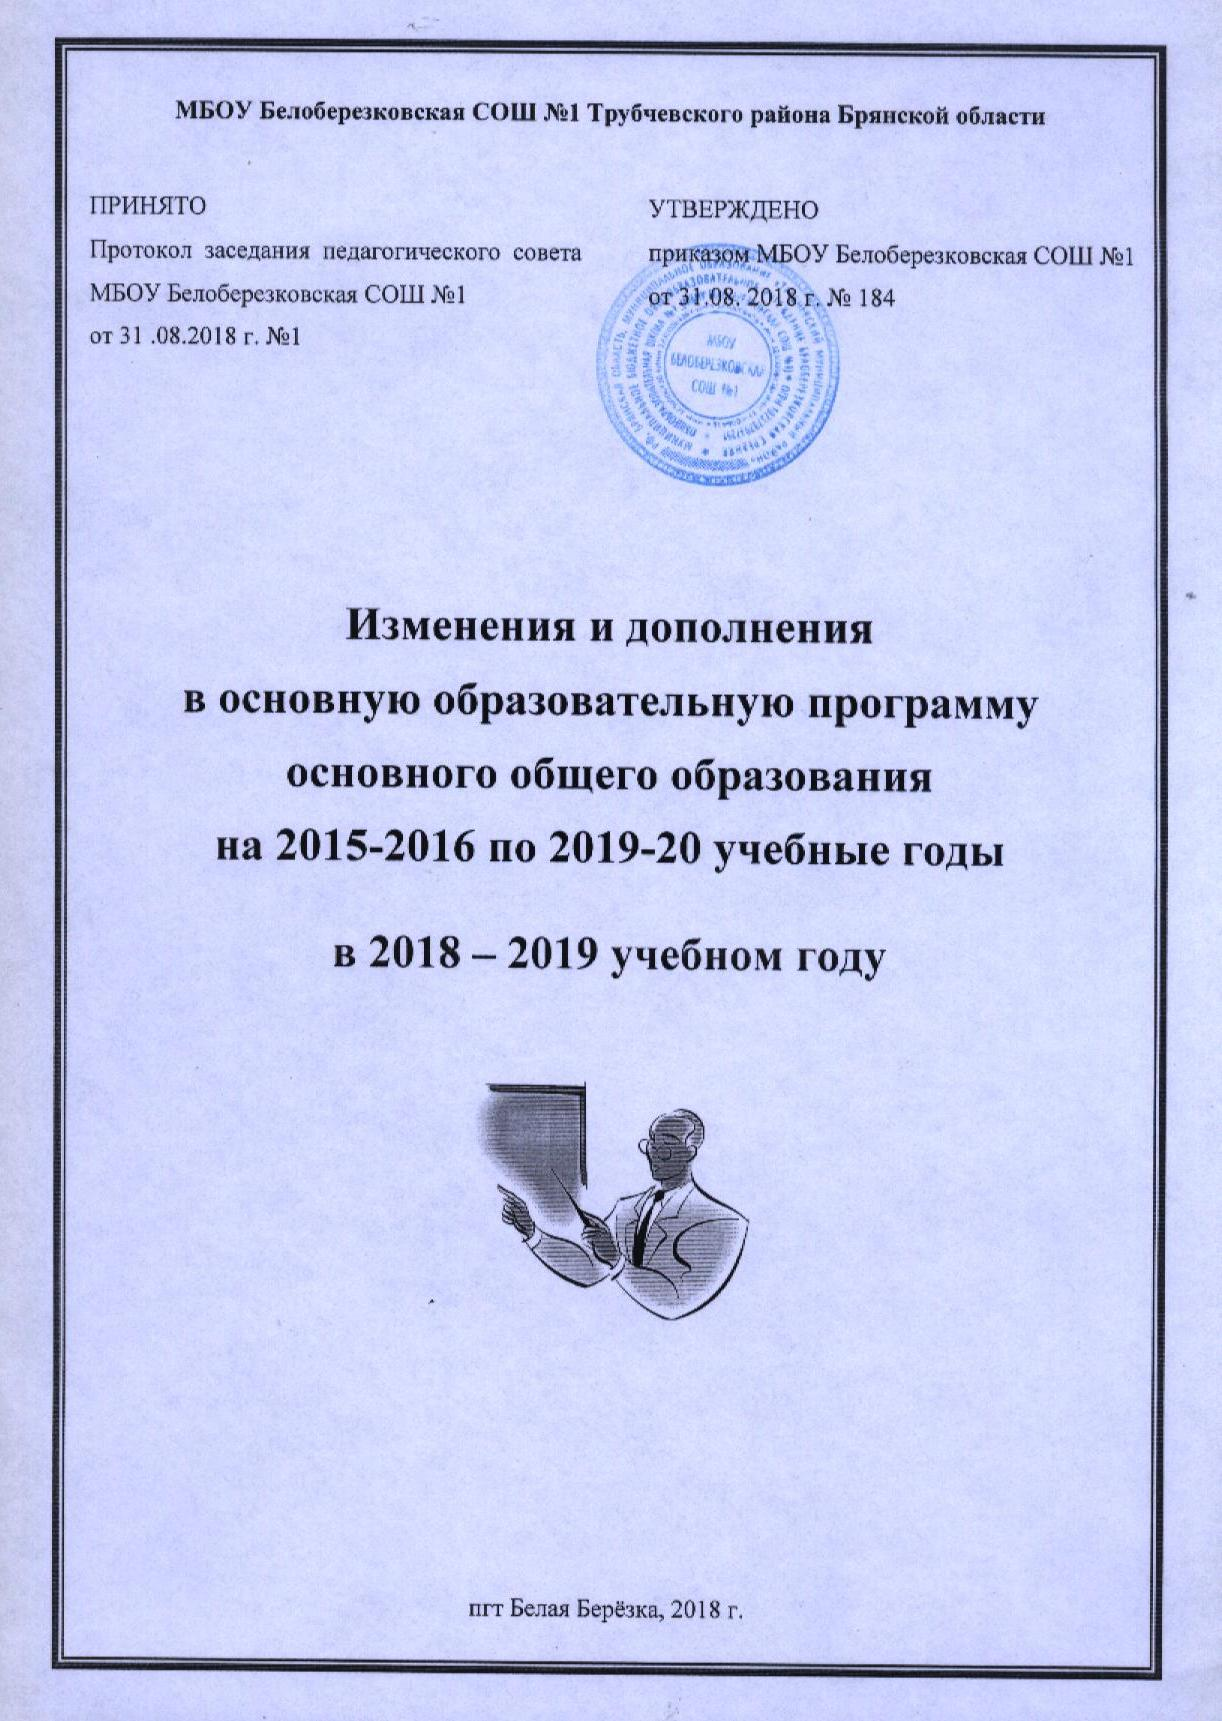 МБОУ Белоберезковская СОШ №1 Трубчевского района Брянской области
ПРИНЯТО
Протокол заседания педагогического совета
МБОУ Белоберезковская СОШ №1
от 31 .08.2018 г. №1
УТВЕРЖДЕНО
приказом МБОУ Белоберезковская СОШ №1
от 31.08. 2018 г. № 184
МБОУ
БЕЛОБЕРЕЗКОВСКАЯ
СОШ №1
Изменения и дополнения
в основную образовательную программу
основного общего образования
на 2015-2016 по 2019-20 учебные годы
в 2018 – 2019 учебном году
пгт Белая Берёзка, 2018 г.